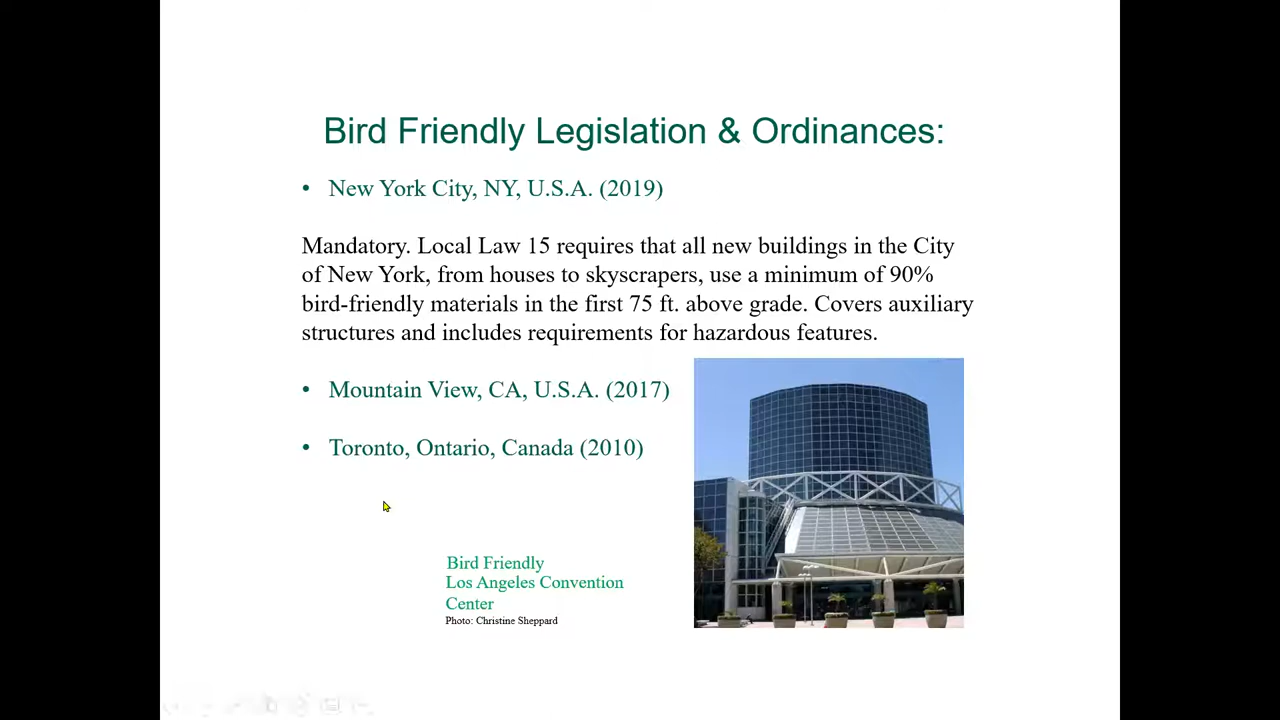 Bird Friendly Legislation & Ordinances:
• New York City, NY, U.S.A. (2019)
Mandatory. Local Law 15 requires that all new buildings in the City
of New York, from houses to skyscrapers, use a minimum of 90%
bird-friendly materials in the first 75 ft. above grade. Covers auxiliary
structures and includes requirements for hazardous features.
• Mountain View, CA, U.S.A. (2017)
• Toronto, Ontario, Canada (2010)
Bird Friendly
Los Angeles Convention
Center
Photo: Christine Sheppard